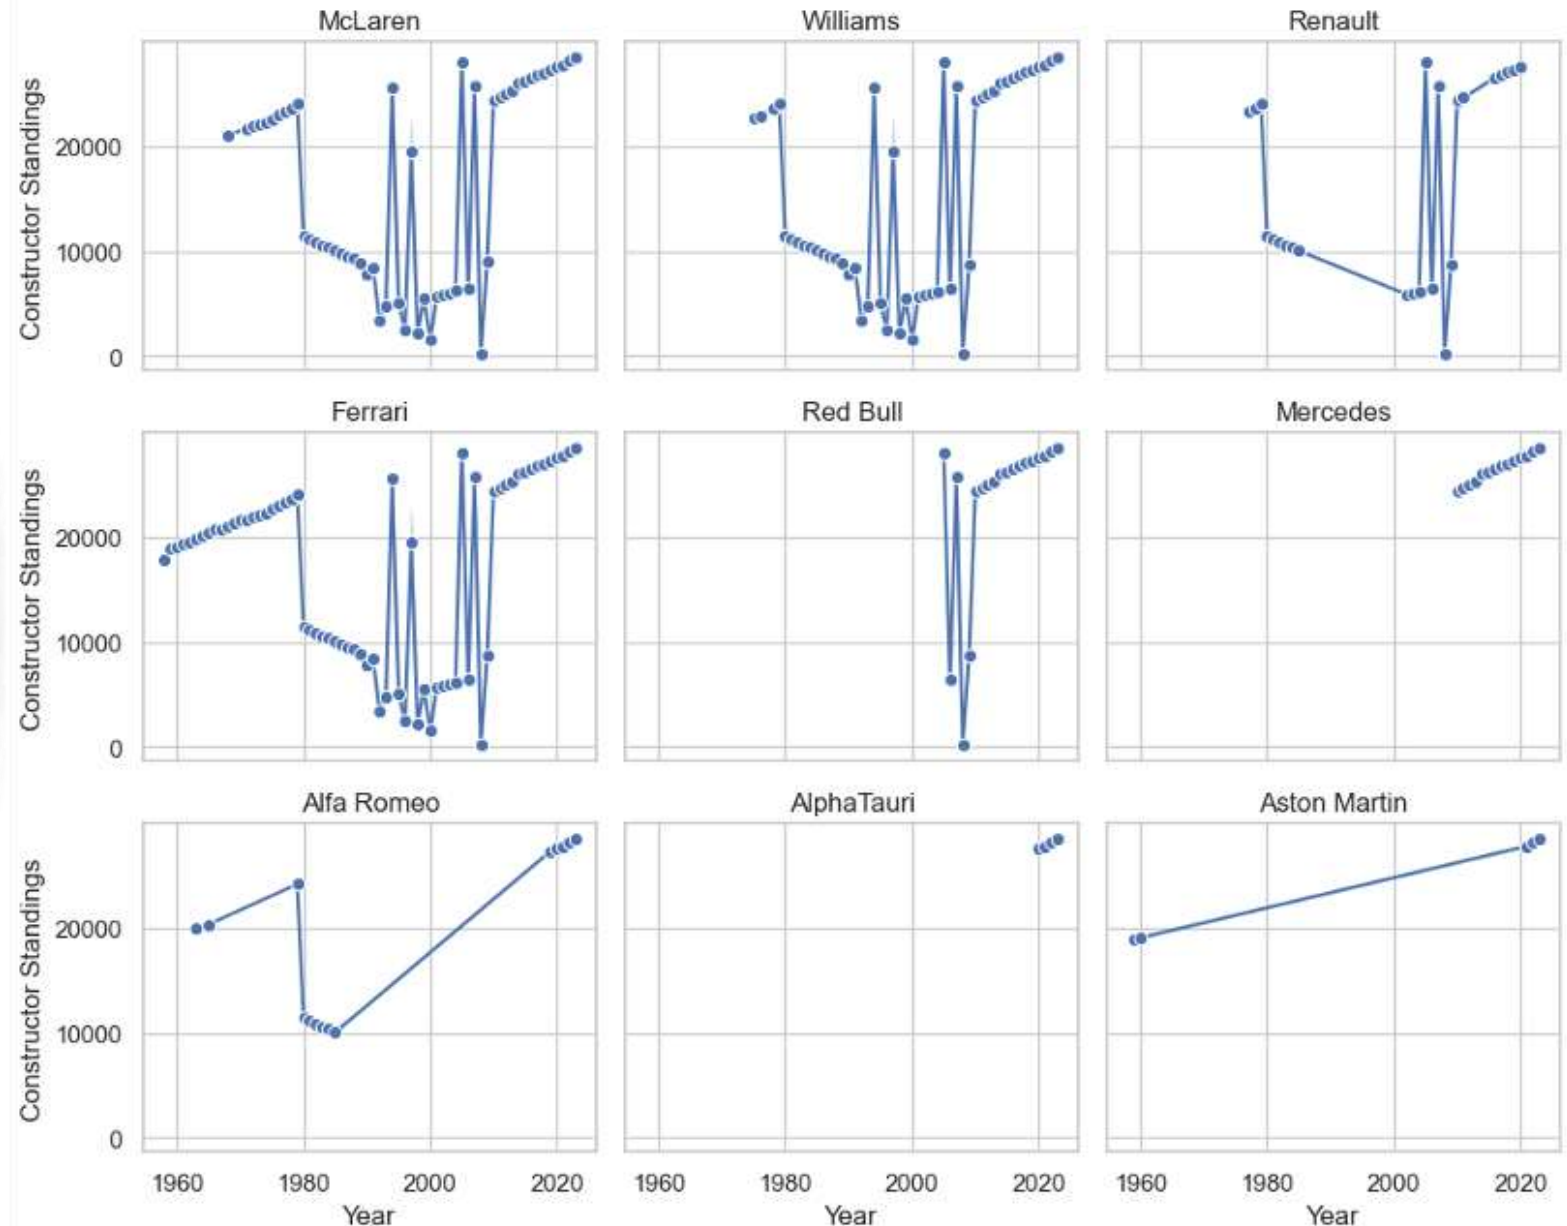 McLaren Williams Renault
Constructor Standings
20000
10000
0
Ferrari Red Bull Mercedes
Constructor Standings
20000
10000
0
Alfa Romeo AlphaTauri Aston Martin
Constructor Standings
20000
10000
0
1960 1980 2000 2020 1960 1980 2000 2020 1960 1980 2000 2020
Year Year Year